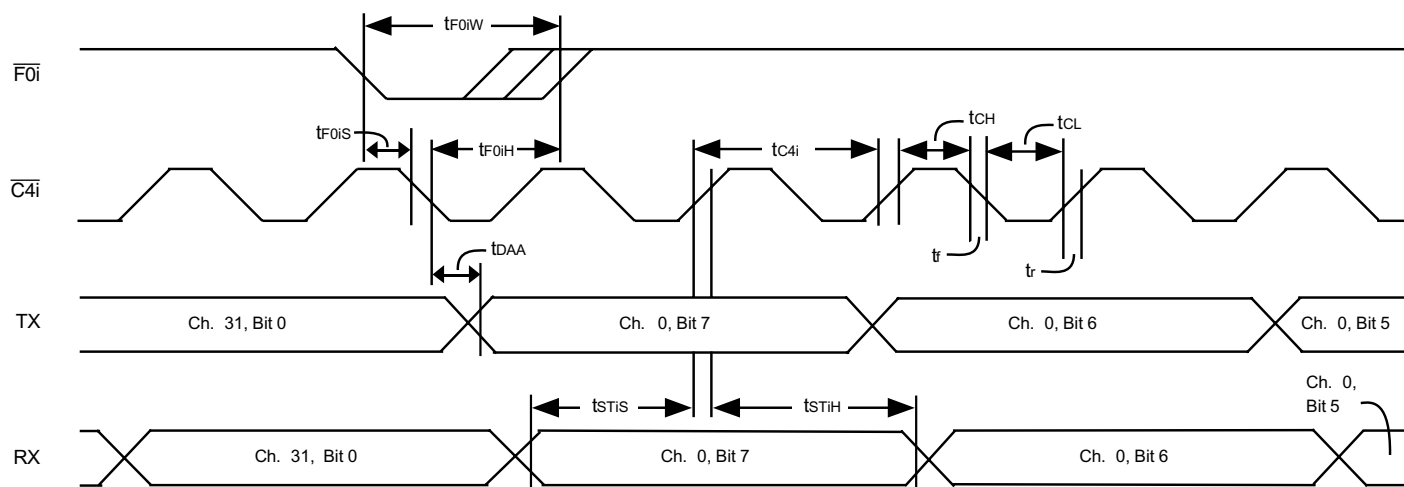 tF0iW
F0i
tF0iS
tF0iH
tC4i
tCH
tCL
C4i
tDAA
tf
tr
TX
Ch. 31, Bit 0
Ch. 0, Bit 7
Ch. 0, Bit 6
Ch. 0, Bit 5
tSTiS
tSTiH
Ch. 0,
Bit 5
RX
Ch. 31, Bit 0
Ch. 0, Bit 7
Ch. 0, Bit 6